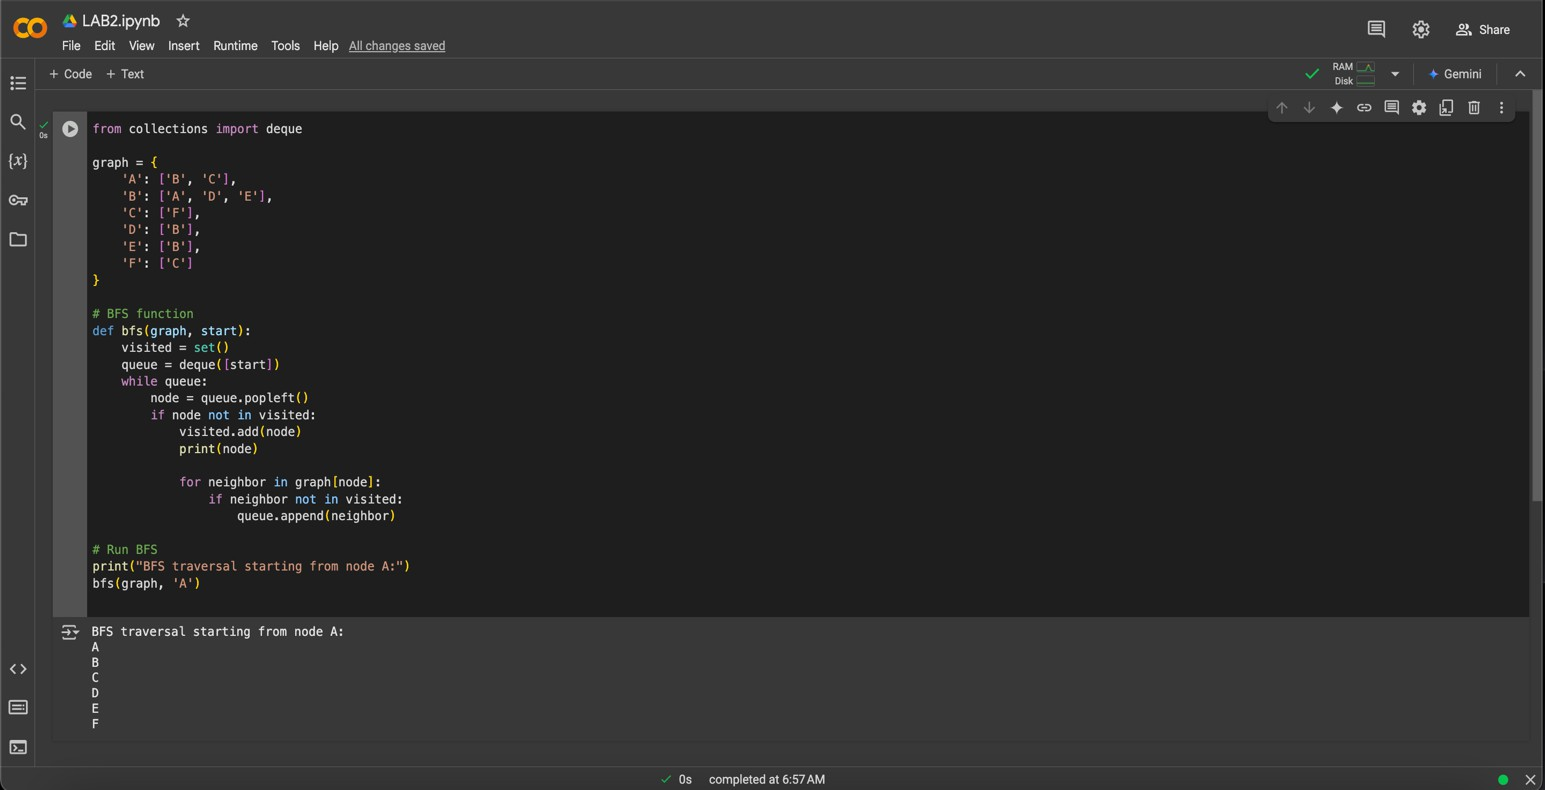 LAB2.ipynb
File Edit View Insert Runtime Tools Help All changes saved
Share
+ Code + Text
RAM
Disk
Gemini
0s
from collections import deque

graph = {
    'A': ['B', 'C'],
    'B': ['A', 'D', 'E'],
    'C': ['F'],
    'D': ['B'],
    'E': ['B'],
    'F': ['C']
}

# BFS function
def bfs(graph, start):
    visited = set()
    queue = deque([start])
    while queue:
        node = queue.popleft()
        if node not in visited:
            visited.add(node)
            print(node)

            for neighbor in graph[node]:
                if neighbor not in visited:
                    queue.append(neighbor)

# Run BFS
print("BFS traversal starting from node A:")
bfs(graph, 'A')

BFS traversal starting from node A:
A
B
C
D
E
F
0s completed at 6:57 AM